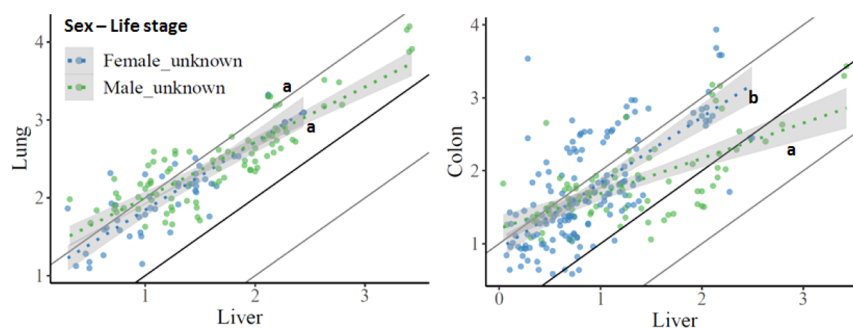 Sex – Life stage
Female_unknown
Male_unknown
a
a
4
3
2
1
Lung
1
2
3
Liver
b
a
4
3
2
1
Colon
0
1
2
3
Liver